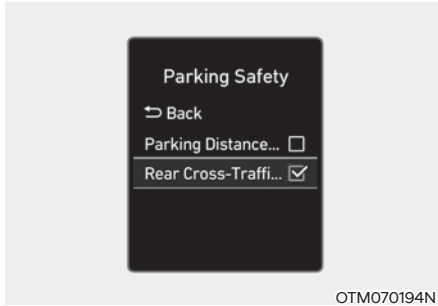 Parking Safety
Back
Parking Distance...
Rear Cross-Traffi...
OTM070194N